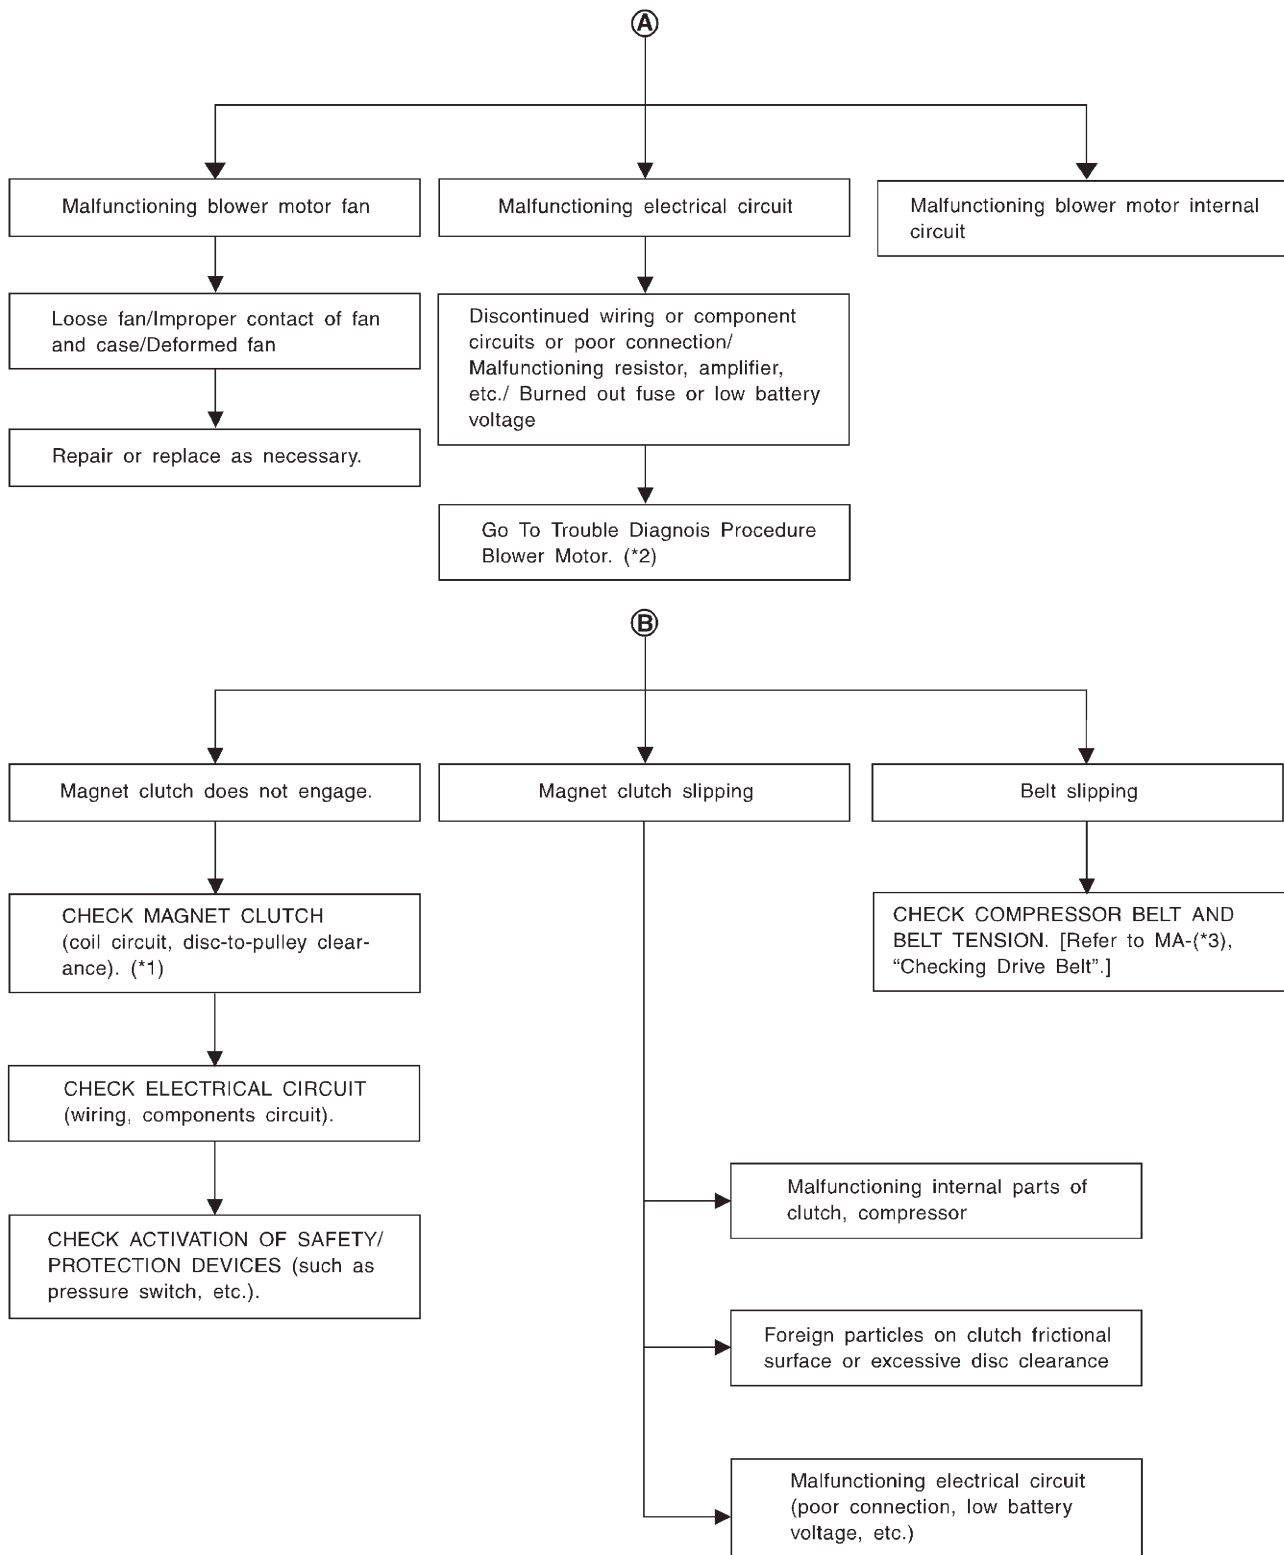 A
Malfunctioning blower motor fan
Loose fan/Improper contact of fan
and case/Deformed fan
Repair or replace as necessary.
Malfunctioning electrical circuit
Discontinued wiring or component
circuits or poor connection/
Malfunctioning resistor, amplifier,
etc./ Burned out fuse or low battery
voltage
Go To Trouble Diagnois Procedure
Blower Motor. (*2)
Malfunctioning blower motor internal
circuit
B
Magnet clutch does not engage.
CHECK MAGNET CLUTCH
(coil circuit, disc-to-pulley clear-
ance). (*1)
CHECK ELECTRICAL CIRCUIT
(wiring, components circuit).
CHECK ACTIVATION OF SAFETY/
PROTECTION DEVICES (such as
pressure switch, etc.).
Magnet clutch slipping
Malfunctioning internal parts of
clutch, compressor
Foreign particles on clutch frictional
surface or excessive disc clearance
Malfunctioning electrical circuit
(poor connection, low battery
voltage, etc.)
Belt slipping
CHECK COMPRESSOR BELT AND
BELT TENSION. [Refer to MA-(*3),
“Checking Drive Belt”.]